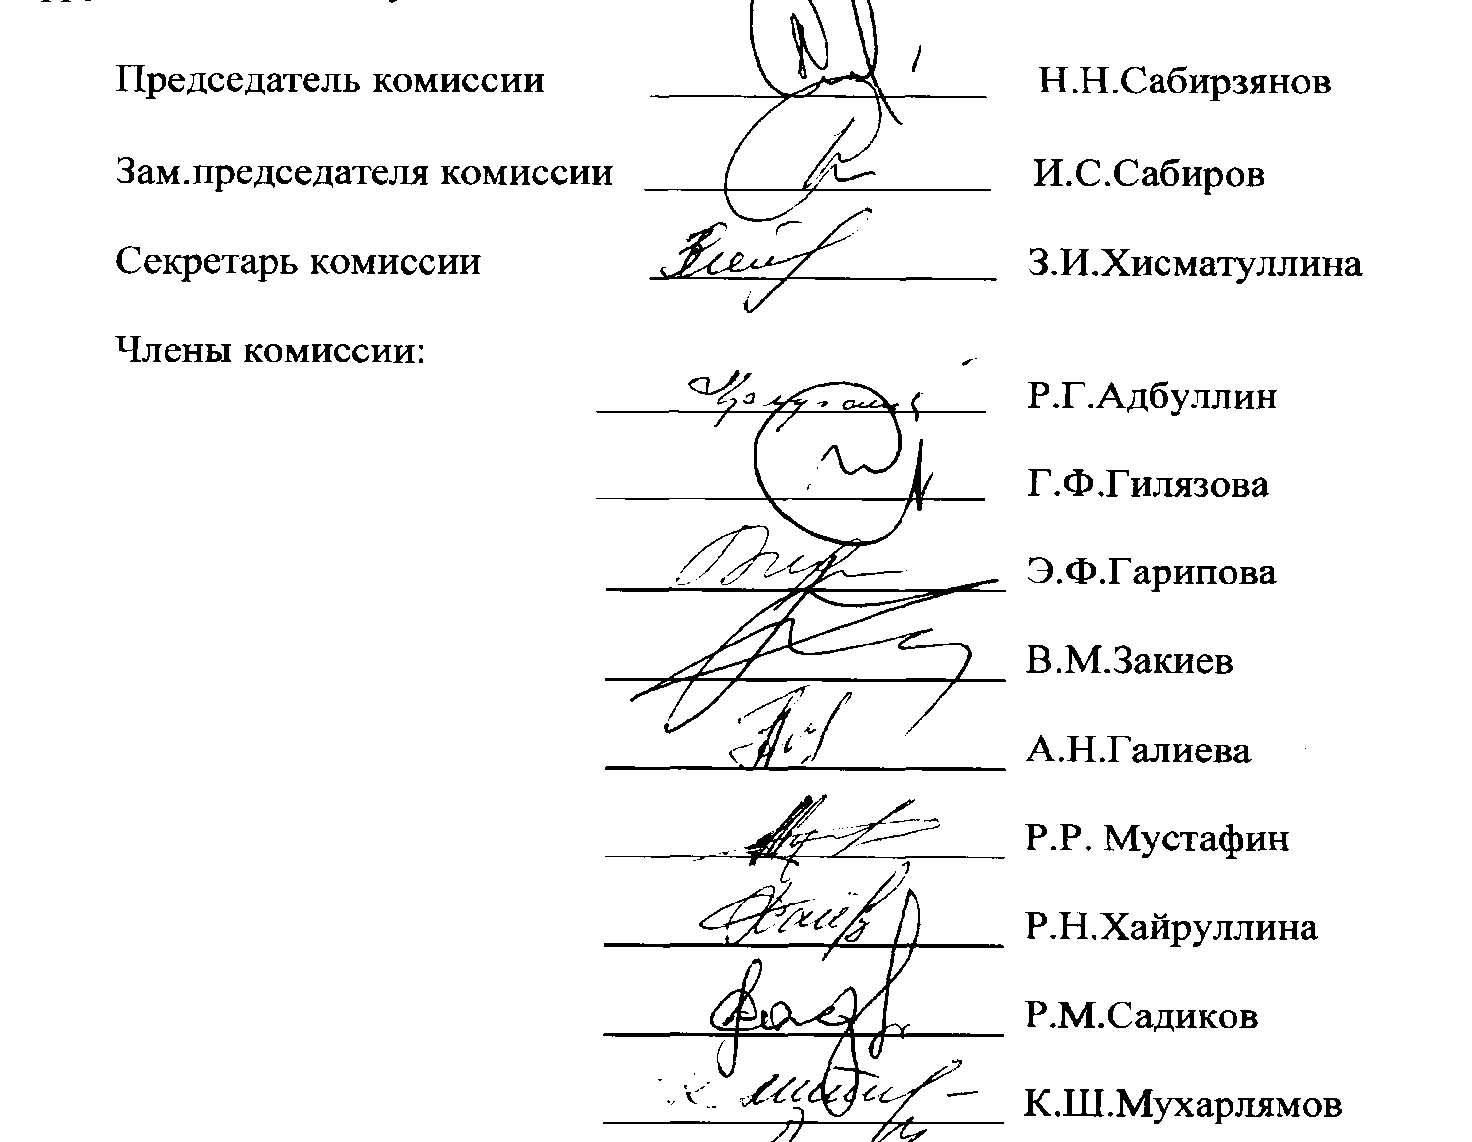 Председатель комиссии Н.Н.Сабирзянов
Зам.председателя комиссии И.С.Сабиров
Секретарь комиссии З.И.Хисматуллина
Члены комиссии:
Р.Г.Адбуллин
Г.Ф.Гилязова
Э.Ф.Гарипова
В.М.Закиев
А.Н.Галиева
Р.Р. Мустафин
Р.Н.Хайруллина
Р.М.Садиков
К.Ш.Мухарлямов